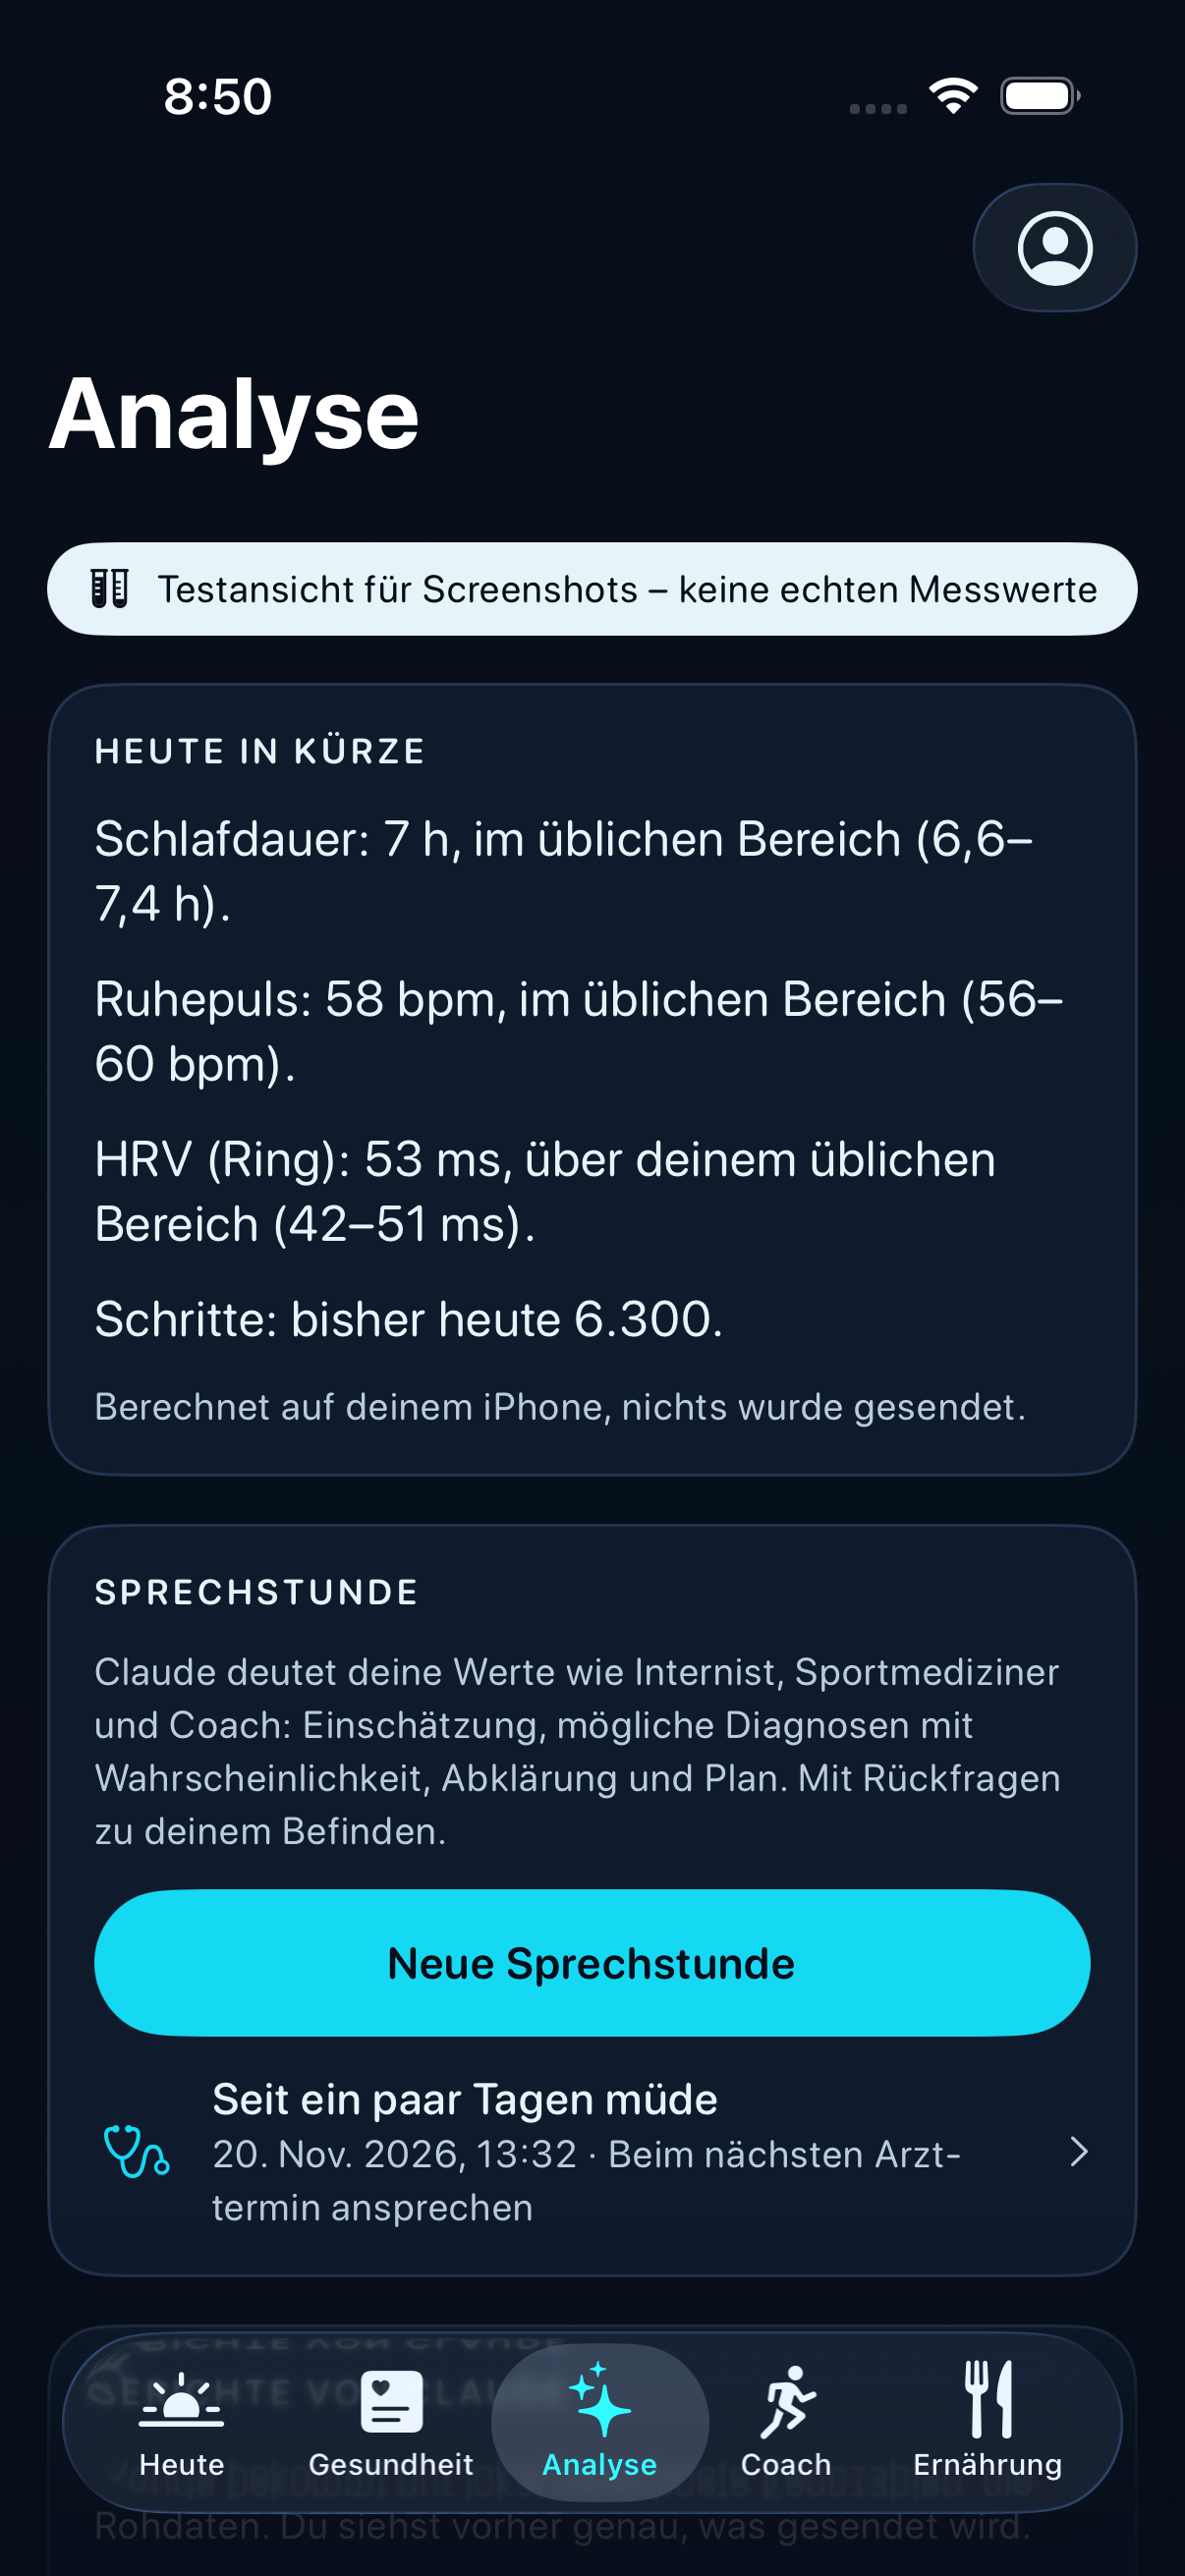 8:50
Analyse
Testansicht für Screenshots – keine echten Messwerte
HEUTE IN KÜRZE
Schlafdauer: 7 h, im üblichen Bereich (6,6–
7,4 h).
Ruhepuls: 58 bpm, im üblichen Bereich (56–
60 bpm).
HRV (Ring): 53 ms, über deinem üblichen
Bereich (42–51 ms).
Schritte: bisher heute 6.300.
Berechnet auf deinem iPhone, nichts wurde gesendet.
SPRECHSTUNDE
Claude deutet deine Werte wie Internist, Sportmediziner
und Coach: Einschätzung, mögliche Diagnosen mit
Wahrscheinlichkeit, Abklärung und Plan. Mit Rückfragen
zu deinem Befinden.
Neue Sprechstunde
Seit ein paar Tagen müde
20. Nov. 2026, 13:32 · Beim nächsten Arzt-
termin ansprechen
Heute
Gesundheit
Analyse
Coach
Ernährung
Rohdaten. Du siehst vorher genau, was gesendet wird.